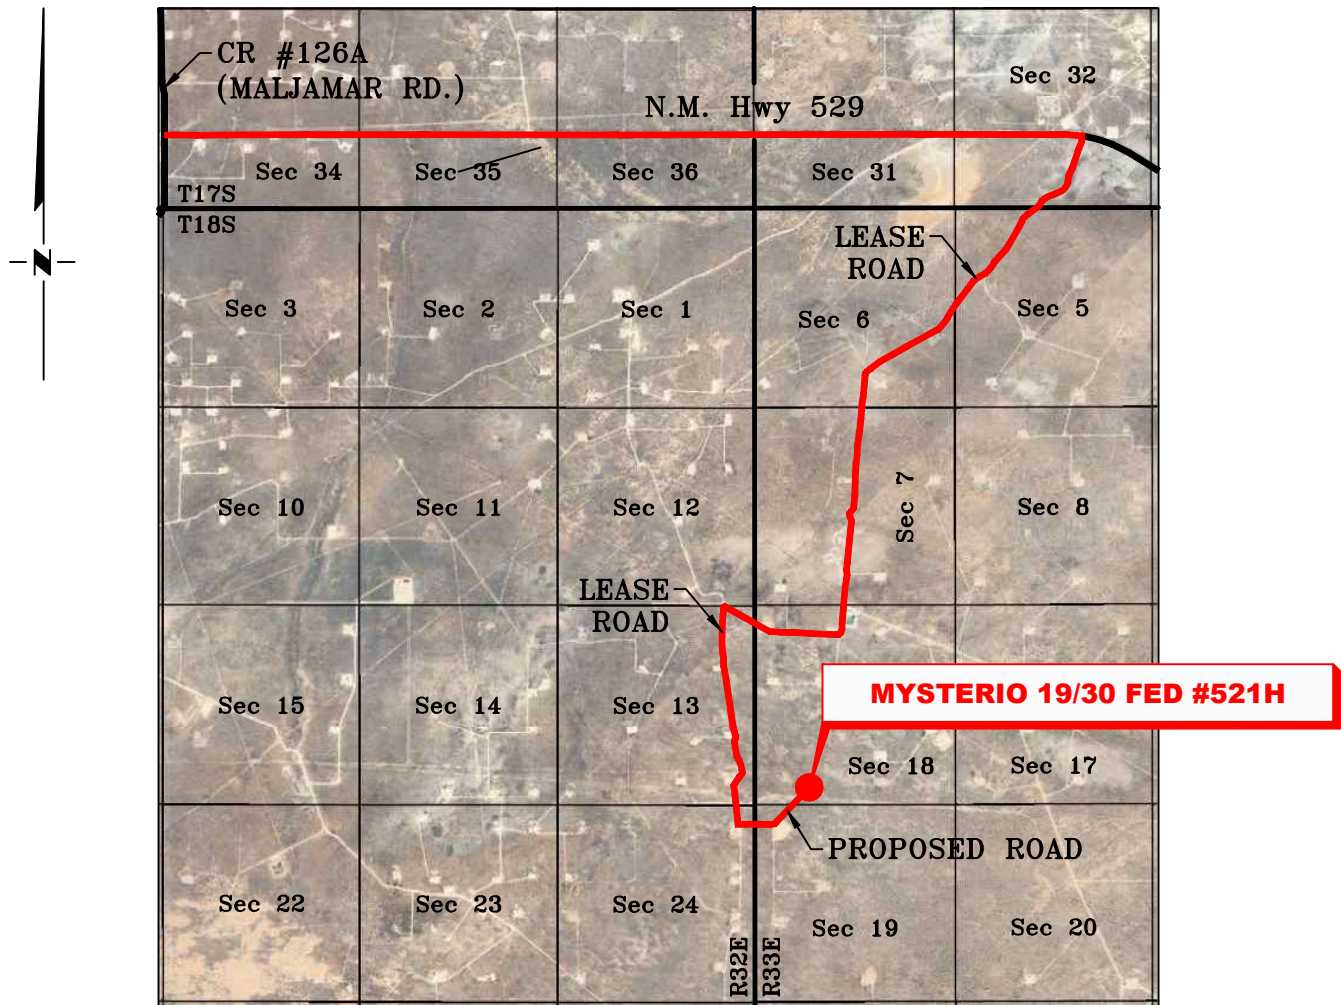 CR #126A
(MALJAMAR RD.)
Sec 32
N.M. Hwy 529
Sec 34
Sec 35
Sec 36
Sec 31
T17S
T18S
LEASE
ROAD
Sec 3
Sec 2
Sec 1
Sec 6
Sec 5
Sec 10
Sec 11
Sec 12
Sec 7
Sec 8
LEASE
ROAD
Sec 15
Sec 14
Sec 13
MYSTERIO 19/30 FED #521H
Sec 18
Sec 17
PROPOSED ROAD
Sec 22
Sec 23
Sec 24
Sec 19
Sec 20
R32E
R33E
N